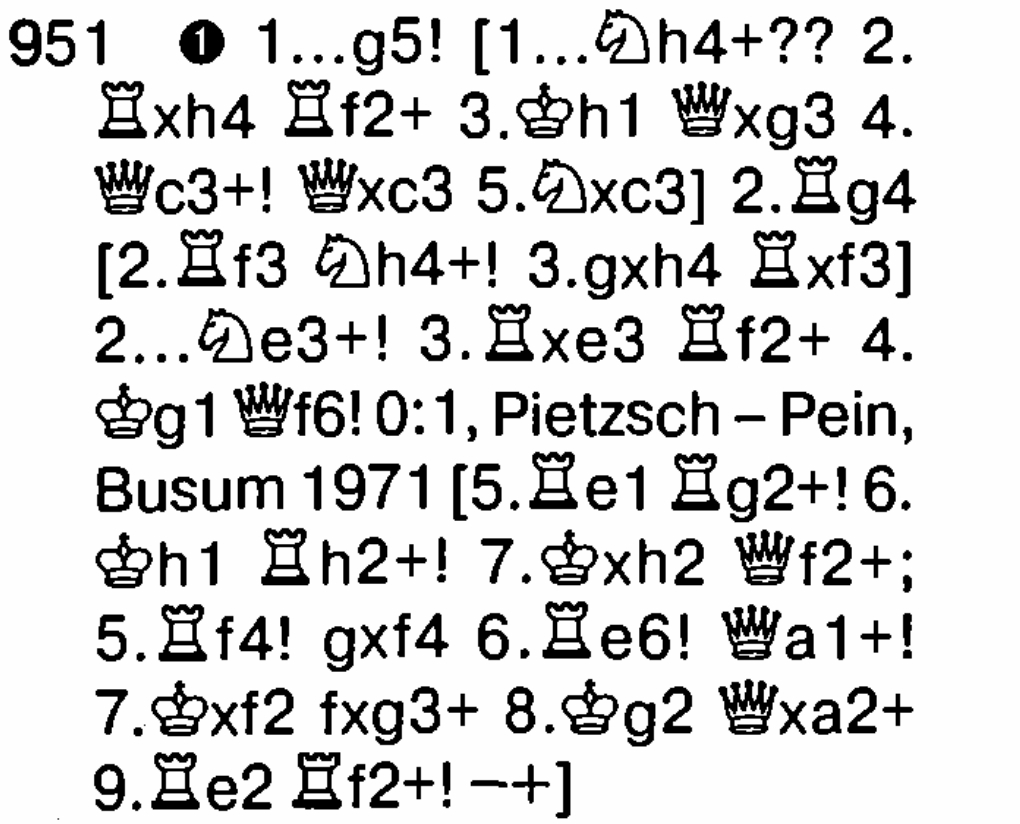 951 ❶ 1...g5! [1...♘h4+?? 2.
♖xh4 ♖f2+ 3.♔h1 ♛xg3 4.
♛c3+! ♛xc3 5.♘xc3] 2.♖g4
[2.♖f3 ♘h4+! 3.gxh4 ♖xf3]
2...♘e3+! 3.♖xe3 ♖f2+ 4.
♔g1 ♛f6! 0:1, Pietzsch – Pein,
Busum 1971 [5.♖e1 ♖g2+! 6.
♔h1 ♖h2+! 7.♔xh2 ♛f2+;
5.♖f4! gxf4 6.♖e6! ♛a1+!
7.♔xf2 fxg3+ 8.♔g2 ♛xa2+
9.♖e2 ♖f2+! –+]